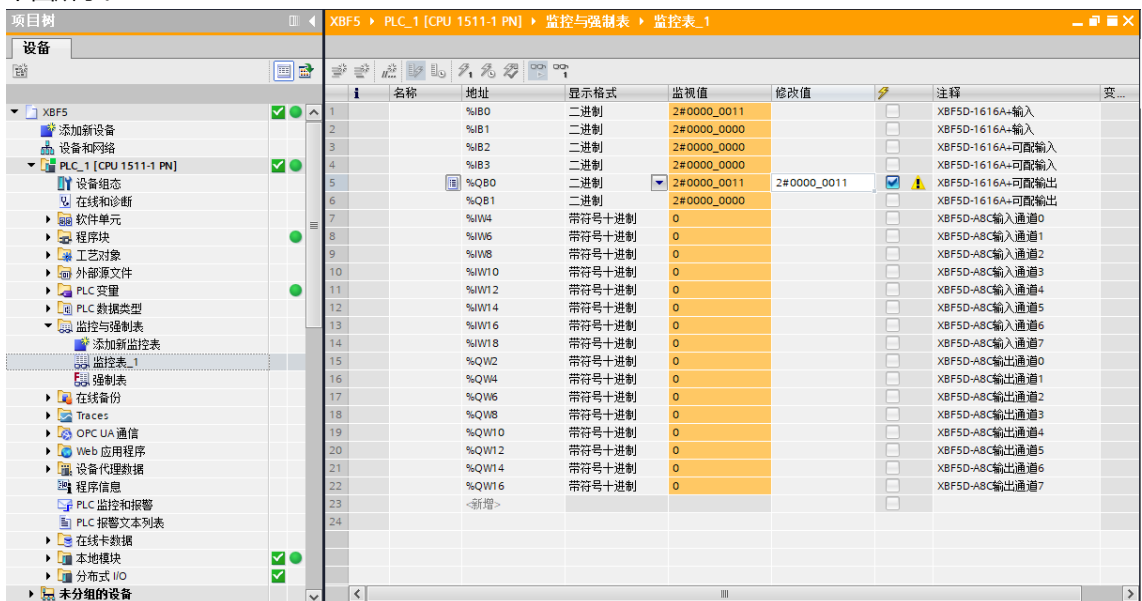 项目树
XBF5 PLC_1 [CPU 1511-1 PN] 监控与强制表 监控表_1
设备
i 名称 地址 显示格式 监视值 修改值 注释 变...
XBF5
添加新设备
设备和网络
PLC_1 [CPU 1511-1 PN]
设备组态
在线和诊断
软件单元
程序块
工艺对象
外部源文件
PLC 变量
PLC 数据类型
监控与强制表
添加新监控表
监控表_1
强制表
在线备份
Traces
OPC UA 通信
Web 应用程序
设备代理数据
程序信息
PLC 监控和报警
PLC 报警文本列表
在线卡数据
本地模块
分布式 I/O
未分组的设备
1 %IB0 二进制 2#0000_0011 XBF5D-1616A+输入
2 %IB1 二进制 2#0000_0000 XBF5D-1616A+输入
3 %IB2 二进制 2#0000_0000 XBF5D-1616A+可配输入
4 %IB3 二进制 2#0000_0000 XBF5D-1616A+可配输入
5 %QB0 二进制 2#0000_0011 2#0000_0011 XBF5D-1616A+可配输出
6 %QB1 二进制 2#0000_0000 XBF5D-1616A+可配输出
7 %IW4 带符号十进制 0 XBF5D-A8C输入通道0
8 %IW6 带符号十进制 0 XBF5D-A8C输入通道1
9 %IW8 带符号十进制 0 XBF5D-A8C输入通道2
10 %IW10 带符号十进制 0 XBF5D-A8C输入通道3
11 %IW12 带符号十进制 0 XBF5D-A8C输入通道4
12 %IW14 带符号十进制 0 XBF5D-A8C输入通道5
13 %IW16 带符号十进制 0 XBF5D-A8C输入通道6
14 %IW18 带符号十进制 0 XBF5D-A8C输入通道7
15 %QW2 带符号十进制 0 XBF5D-A8C输出通道0
16 %QW4 带符号十进制 0 XBF5D-A8C输出通道1
17 %QW6 带符号十进制 0 XBF5D-A8C输出通道2
18 %QW8 带符号十进制 0 XBF5D-A8C输出通道3
19 %QW10 带符号十进制 0 XBF5D-A8C输出通道4
20 %QW12 带符号十进制 0 XBF5D-A8C输出通道5
21 %QW14 带符号十进制 0 XBF5D-A8C输出通道6
22 %QW16 带符号十进制 0 XBF5D-A8C输出通道7
23 <新增>
24